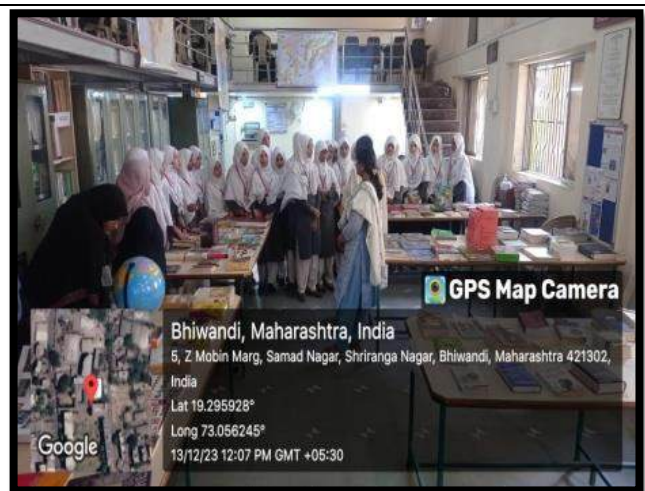 GPS Map Camera
Bhiwandi, Maharashtra, India
5, Z Mobin Marg, Samad Nagar, Shriranga Nagar, Bhiwandi, Maharashtra 421302,
India
Lat 19.295928°
Long 73.056245°
13/12/23 12:07 PM GMT +05:30
Google